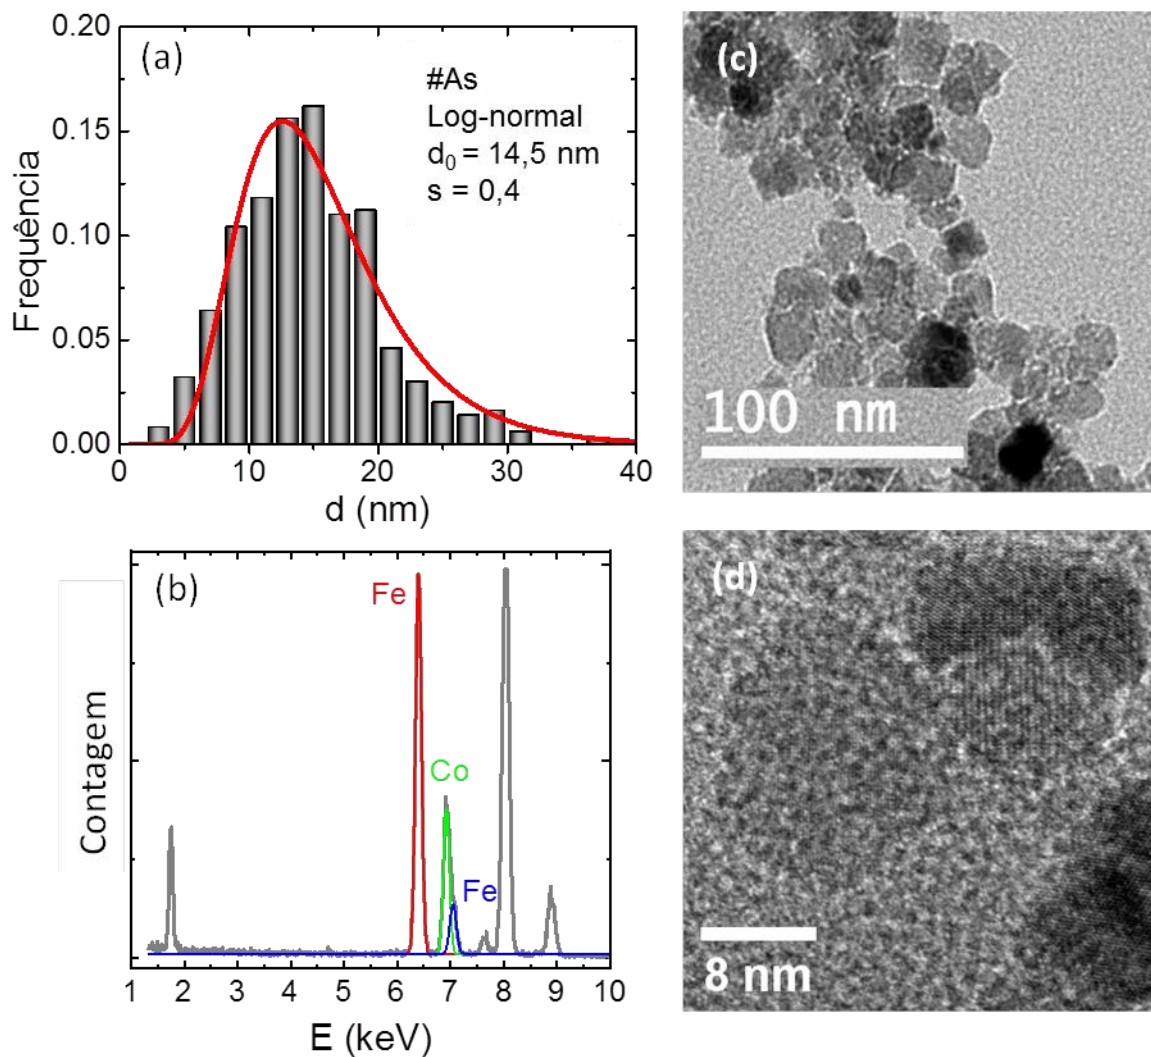 (a)
#As
Log-normal
d₀ = 14,5 nm
s = 0,4
0.20
0.15
0.10
0.05
0.00
Frequência
0 10 20 30 40
d (nm)
(b)
Fe
Co
Fe
Contagem
1 2 3 4 5 6 7 8 9 10
E (keV)
(c)
100 nm
(d)
8 nm